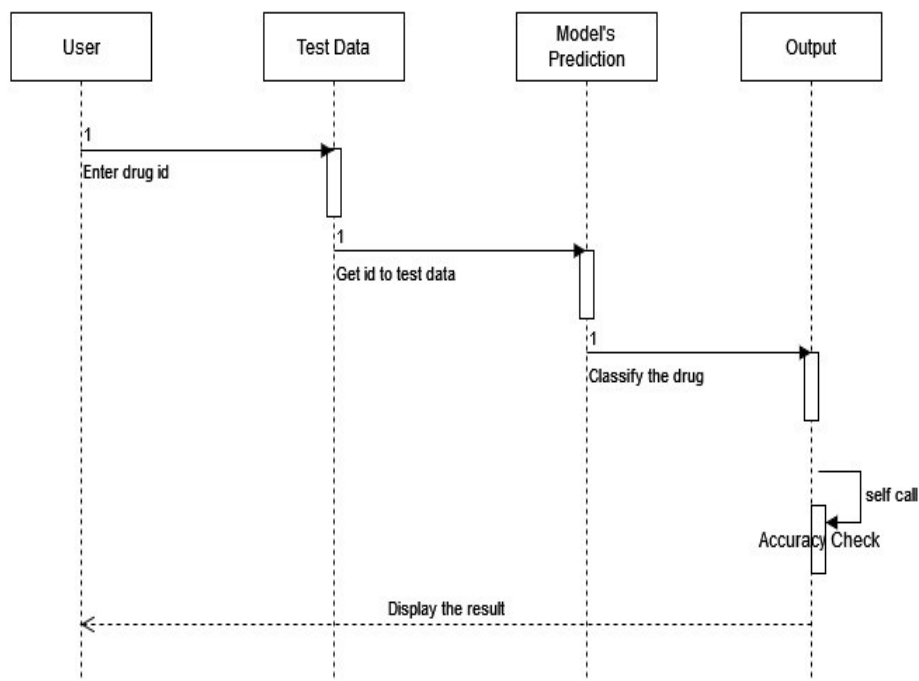 User
Test Data
Model's
Prediction
Output
1
Enter drug id
1
Get id to test data
1
Classify the drug
self call
Accuracy Check
Display the result